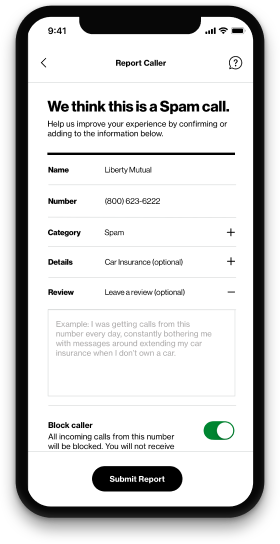 9:41
Report Caller
We think this is a Spam call.
Help us improve your experience by confirming or
adding to the information below.
Name Liberty Mutual
Number (800) 623-6222
Category Spam
Details Car Insurance (optional)
Review Leave a review (optional)
Example: I was getting calls from this
number every day, constantly bothering me
with messages around extending my car
insurance when I don't own a car.
Block caller
All incoming calls from this number
will be blocked. You will not receive
Submit Report